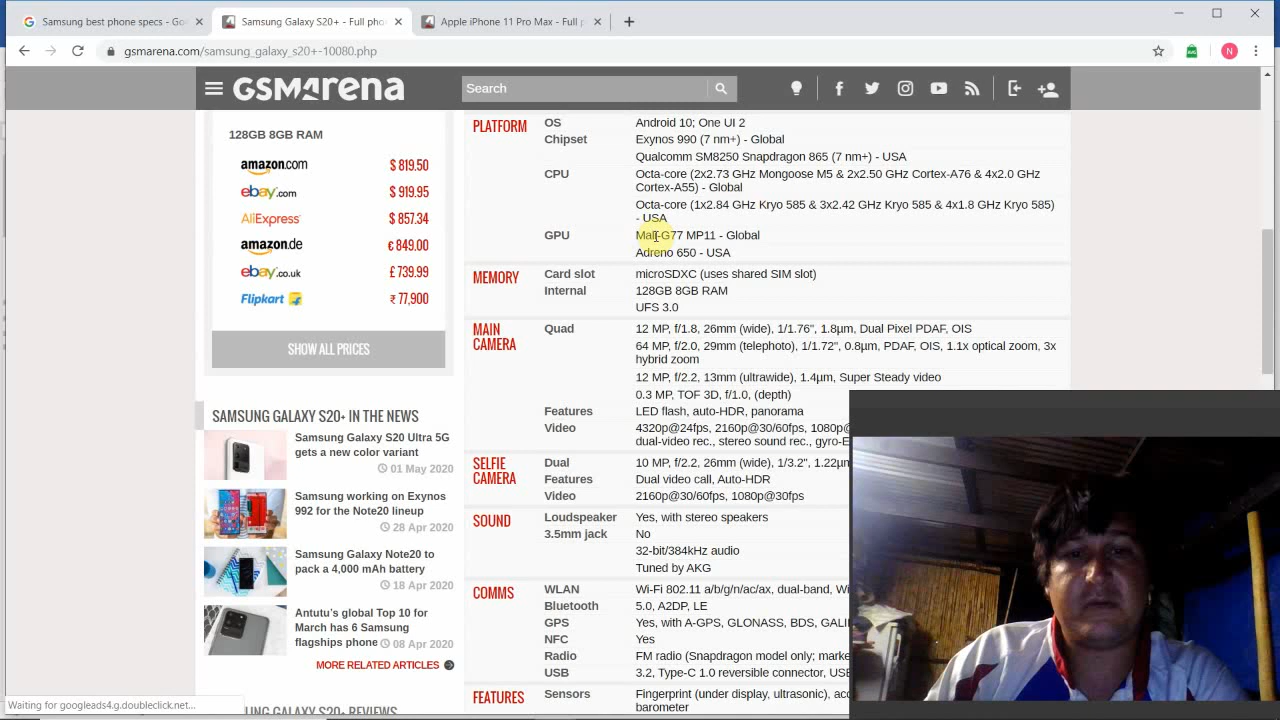 Samsung best phone specs - Go
Samsung Galaxy S20+ - Full pho
Apple iPhone 11 Pro Max - Full p
gsmarena.com/samsung_galaxy_s20+-10080.php
N
GSMArena
Search
128GB 8GB RAM
amazon.com $ 819.50
ebay.com $ 919.95
AliExpress $ 857.34
amazon.de € 849.00
ebay.co.uk £ 739.99
Flipkart ₹ 77,900
SHOW ALL PRICES
SAMSUNG GALAXY S20+ IN THE NEWS
Samsung Galaxy S20 Ultra 5G
gets a new color variant
01 May 2020
Samsung working on Exynos
992 for the Note20 lineup
28 Apr 2020
Samsung Galaxy Note20 to
pack a 4,000 mAh battery
18 Apr 2020
Antutu's global Top 10 for
March has 6 Samsung
flagships phone 08 Apr 2020
MORE RELATED ARTICLES
SAMSUNG GALAXY S20+ REVIEWS
PLATFORM OS Android 10; One UI 2
Chipset Exynos 990 (7 nm+) - Global
Qualcomm SM8250 Snapdragon 865 (7 nm+) - USA
CPU Octa-core (2x2.73 GHz Mongoose M5 & 2x2.50 GHz Cortex-A76 & 4x2.0 GHz
Cortex-A55) - Global
Octa-core (1x2.84 GHz Kryo 585 & 3x2.42 GHz Kryo 585 & 4x1.8 GHz Kryo 585)
- USA
GPU Mali-G77 MP11 - Global
Adreno 650 - USA
MEMORY Card slot microSDXC (uses shared SIM slot)
Internal 128GB 8GB RAM
UFS 3.0
MAIN CAMERA Quad 12 MP, f/1.8, 26mm (wide), 1/1.76", 1.8µm, Dual Pixel PDAF, OIS
64 MP, f/2.0, 29mm (telephoto), 1/1.72", 0.8µm, PDAF, OIS, 1.1x optical zoom, 3x
hybrid zoom
12 MP, f/2.2, 13mm (ultrawide), 1.4µm, Super Steady video
0.3 MP, TOF 3D, f/1.0, (depth)
Features LED flash, auto-HDR, panorama
Video 4320p@24fps, 2160p@30/60fps, 1080p@
dual-video rec., stereo sound rec., gyro-E
SELFIE CAMERA Dual 10 MP, f/2.2, 26mm (wide), 1/3.2", 1.22µ
Features Dual video call, Auto-HDR
Video 2160p@30/60fps, 1080p@30fps
SOUND Loudspeaker Yes, with stereo speakers
3.5mm jack No
32-bit/384kHz audio
Tuned by AKG
COMMS WLAN Wi-Fi 802.11 a/b/g/n/ac/ax, dual-band, Wi
Bluetooth 5.0, A2DP, LE
GPS Yes, with A-GPS, GLONASS, BDS, GALI
NFC Yes
Radio FM radio (Snapdragon model only; marke
USB 3.2, Type-C 1.0 reversible connector, USB
FEATURES Sensors Fingerprint (under display, ultrasonic), acc
barometer
Waiting for googleads4.g.doubleclick.net...